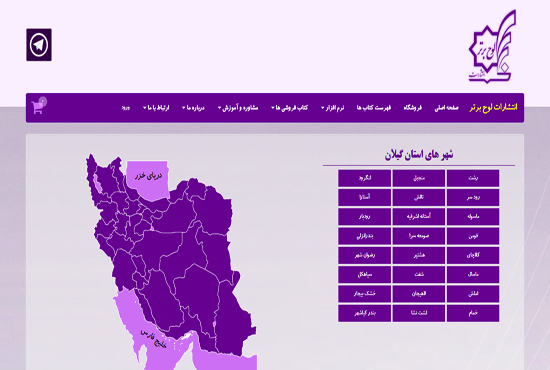 لوح برتر
انتشارات
انتشارات لوح برتر صفحه اصلی فروشگاه فهرست کتاب ها نرم افزار کتاب فروشی ها مشاوره و آموزش درباره ما ارتباط با ما ورود
0
شهر های استان گیلان
رشت منجیل لنگرود
رودسر تالش آستارا
ماسوله آستانه اشرفیه رودبار
فومن صومعه سرا بندرانزلی
کلاچای هشتپر رضوان شهر
ماسال شفت سیاهکل
املش لاهیجان خشک بیجار
خمام لشت نشا بندر کیاشهر
دریای خزر
خلیج فارس